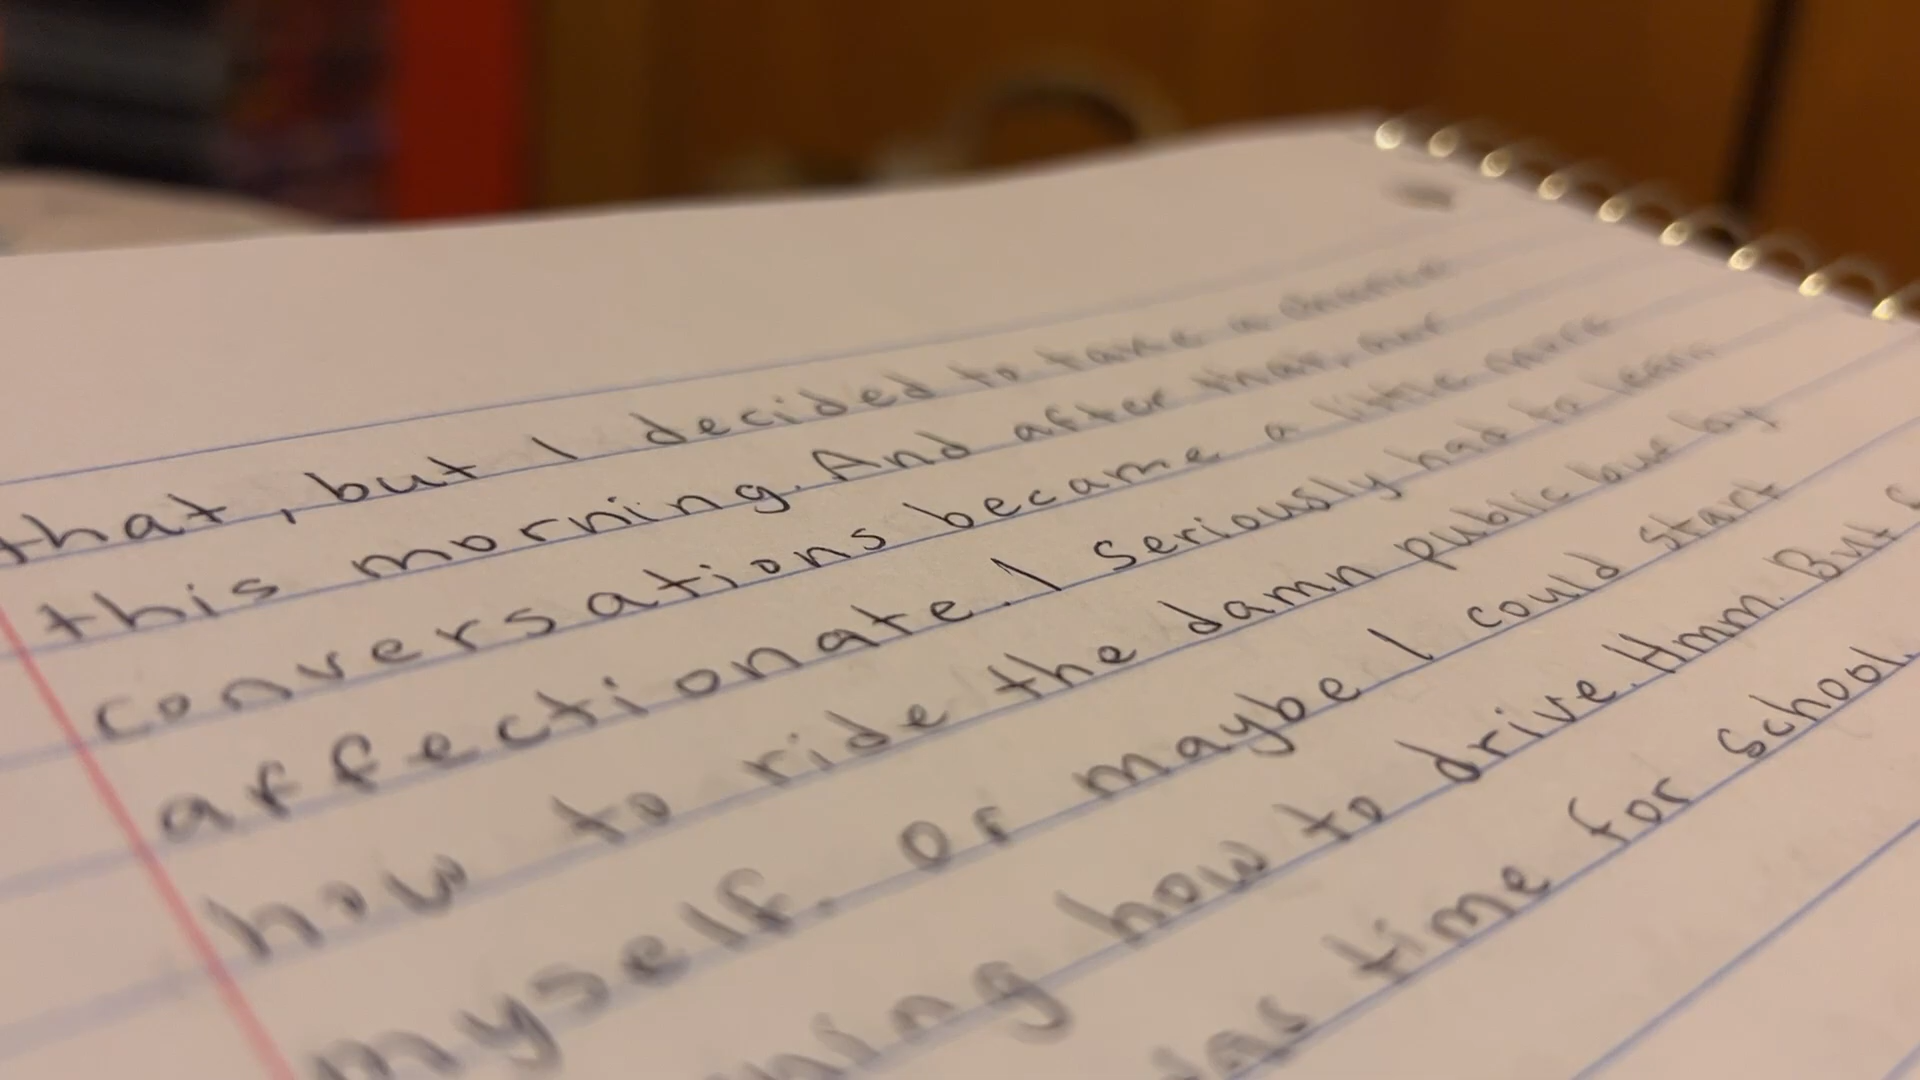 that, but I decided to take a chance
this morning. And after that, our
conversations became a little more
affectionate. I seriously had to learn
how to ride the damn public bus by
myself. or maybe I could start
how to drive. Hmm. But
time for school.